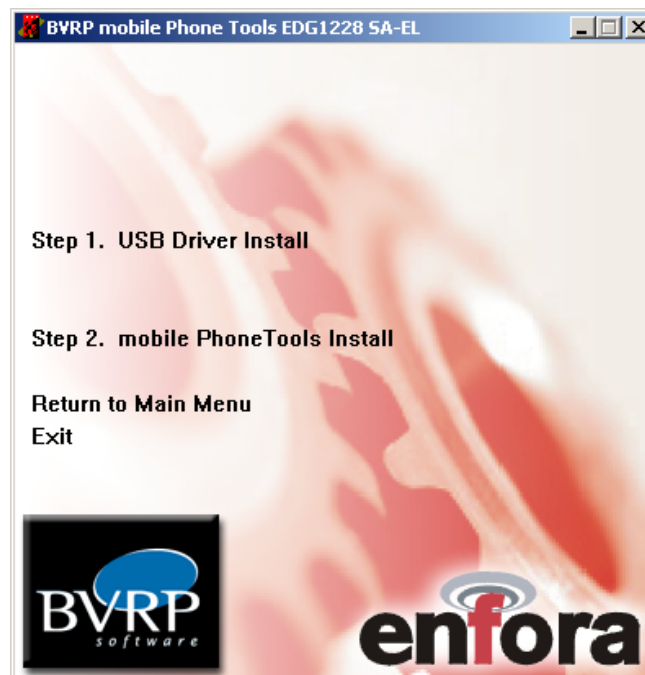 BVRP mobile Phone Tools EDG1228 SA-EL
Step 1. USB Driver Install
Step 2. mobile PhoneTools Install
Return to Main Menu
Exit
BVRP
software
enfora